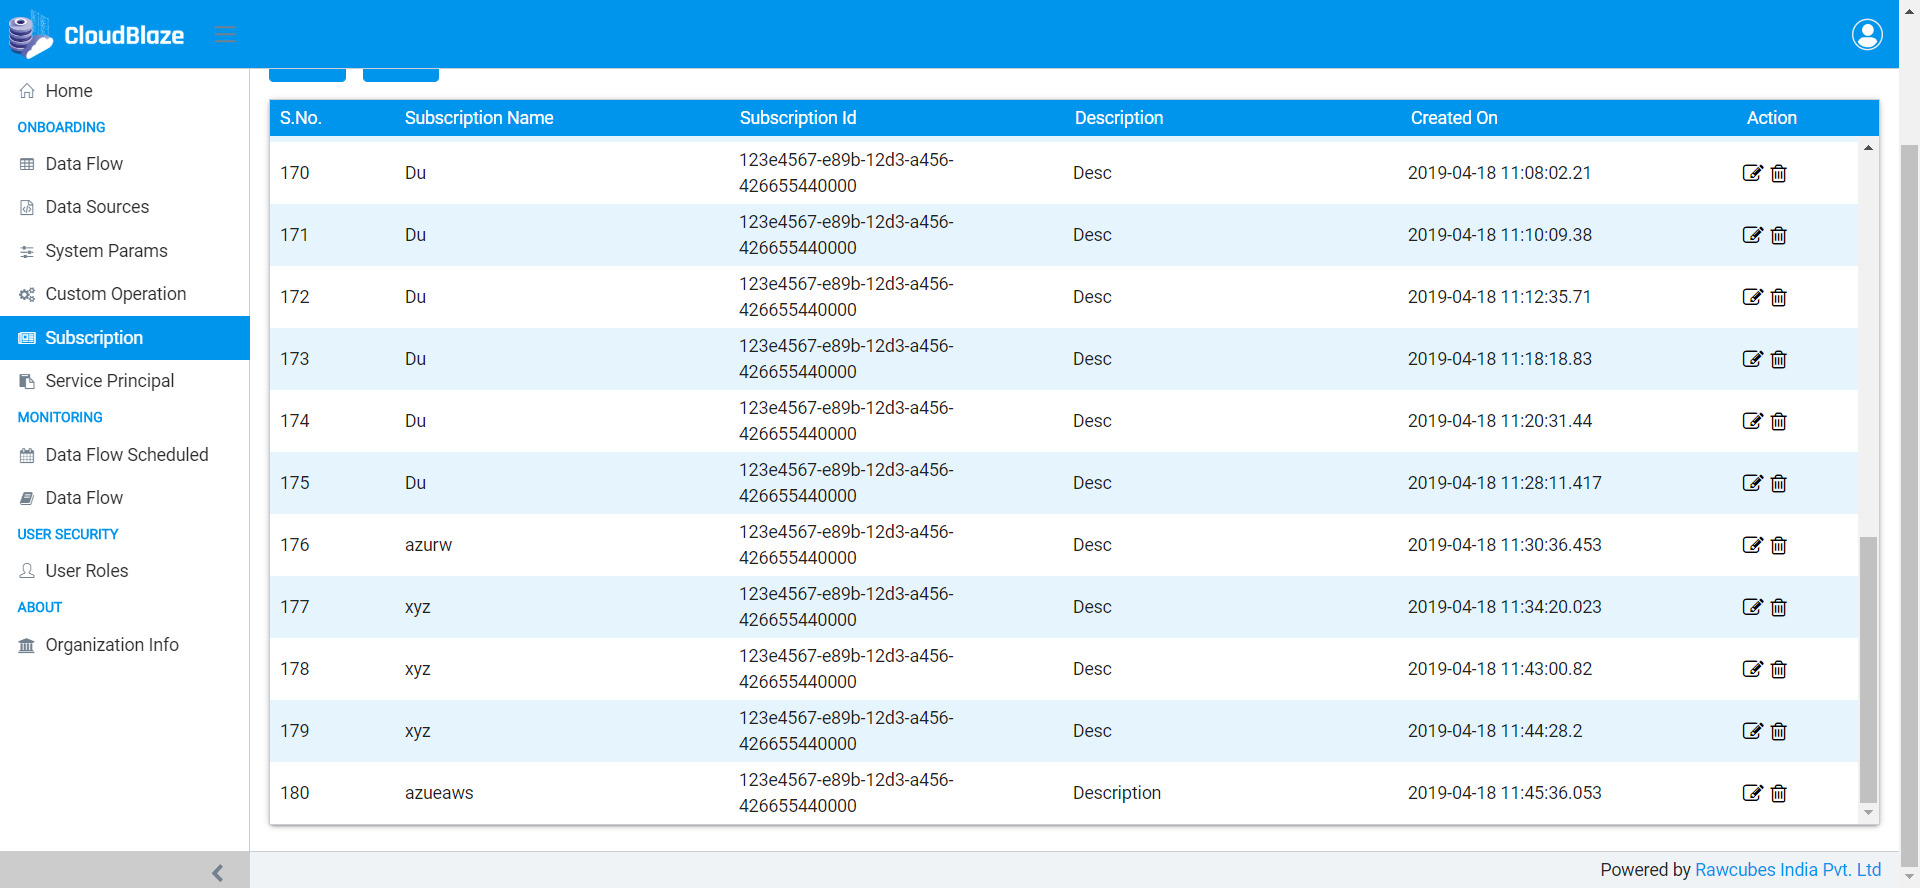 CloudBlaze
Home
ONBOARDING
Data Flow
Data Sources
System Params
Custom Operation
Subscription
Service Principal
MONITORING
Data Flow Scheduled
Data Flow
USER SECURITY
User Roles
ABOUT
Organization Info
S.No. Subscription Name Subscription Id Description Created On Action
170 Du 123e4567-e89b-12d3-a456-426655440000 Desc 2019-04-18 11:08:02.21
171 Du 123e4567-e89b-12d3-a456-426655440000 Desc 2019-04-18 11:10:09.38
172 Du 123e4567-e89b-12d3-a456-426655440000 Desc 2019-04-18 11:12:35.71
173 Du 123e4567-e89b-12d3-a456-426655440000 Desc 2019-04-18 11:18:18.83
174 Du 123e4567-e89b-12d3-a456-426655440000 Desc 2019-04-18 11:20:31.44
175 Du 123e4567-e89b-12d3-a456-426655440000 Desc 2019-04-18 11:28:11.417
176 azurw 123e4567-e89b-12d3-a456-426655440000 Desc 2019-04-18 11:30:36.453
177 xyz 123e4567-e89b-12d3-a456-426655440000 Desc 2019-04-18 11:34:20.023
178 xyz 123e4567-e89b-12d3-a456-426655440000 Desc 2019-04-18 11:43:00.82
179 xyz 123e4567-e89b-12d3-a456-426655440000 Desc 2019-04-18 11:44:28.2
180 azueaws 123e4567-e89b-12d3-a456-426655440000 Description 2019-04-18 11:45:36.053
Powered by Rawcubes India Pvt. Ltd